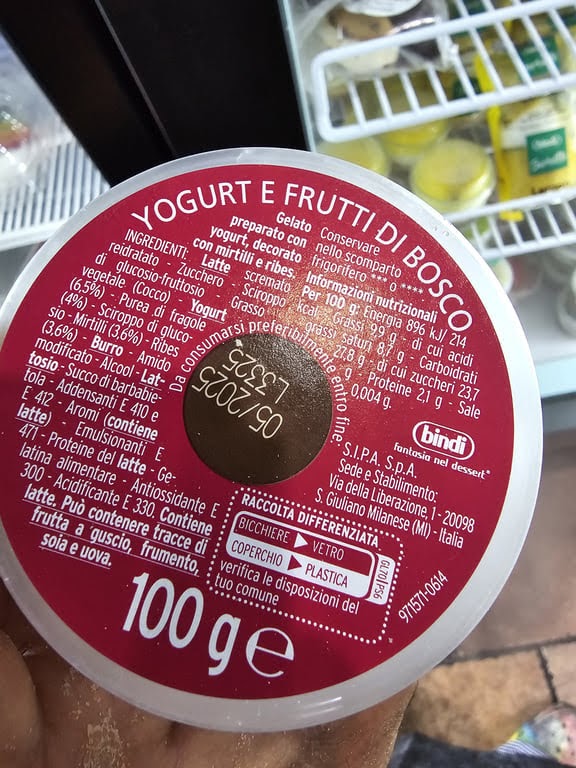 YOGURT E FRUTTI DI BOSCO
Gelato
preparato con
yogurt, decorato
con mirtilli e ribes
INGREDIENTI: Latte scremato
reidratato - Zucchero - Sciroppo
di glucosio-fruttosio - Grasso
vegetale (Cocco) - Yogurt
(6.5%) - Purea di fragole
(4%) - Sciroppo di gluco-
sio - Mirtilli (3.6%) - Ribes
(3.6%) - Burro - Amido
modificato - Alcool - Lat-
tosio - Succo di barbabie-
tola - Addensanti E 410 e
E 412 - Aromi (contiene
latte) - Emulsionanti E
471 - Proteine del latte - Ge-
latina alimentare - Antiossidante E
300 - Acidificante E 330. Contiene
latte. Può contenere tracce di
frutta a guscio, frumento,
soia e uova.
100 g e
Conservare
nello scomparto
frigorifero *** o ****
Informazioni nutrizionali
Per 100 g: Energia 896 kJ/ 214
kcal, Grassi 9,9 g, di cui acidi
grassi saturi 8,7 g - Carboidrati
27,8 g, di cui zuccheri 23,7
g, Proteine 2,1 g - Sale
0,004 g.
Da consumarsi preferibilmente entro fine:
05/2025
L3325
bindi
fantasia nel dessert®
S.I.P.A. S.p.A.
Sede e Stabilimento:
Via della Liberazione, 1 - 20098
S. Giuliano Milanese (MI) - Italia
RACCOLTA DIFFERENZIATA
BICCHIERE VETRO
COPERCHIO PLASTICA
GL70 PS6
verifica le disposizioni del
tuo comune
971571-0614